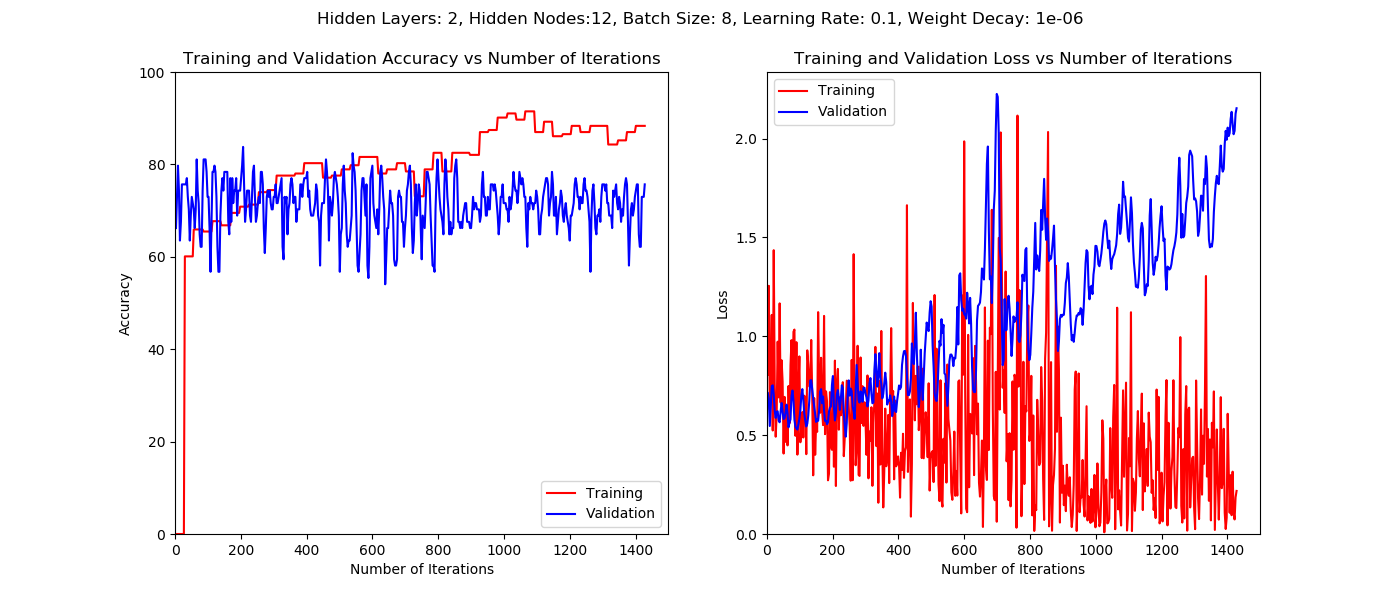 Hidden Layers: 2, Hidden Nodes:12, Batch Size: 8, Learning Rate: 0.1, Weight Decay: 1e-06
Training and Validation Accuracy vs Number of Iterations
100
80
60
40
20
0
Accuracy
0 200 400 600 800 1000 1200 1400
Number of Iterations
Training
Validation
Training and Validation Loss vs Number of Iterations
Training
Validation
2.0
1.5
1.0
0.5
0.0
Loss
0 200 400 600 800 1000 1200 1400
Number of Iterations